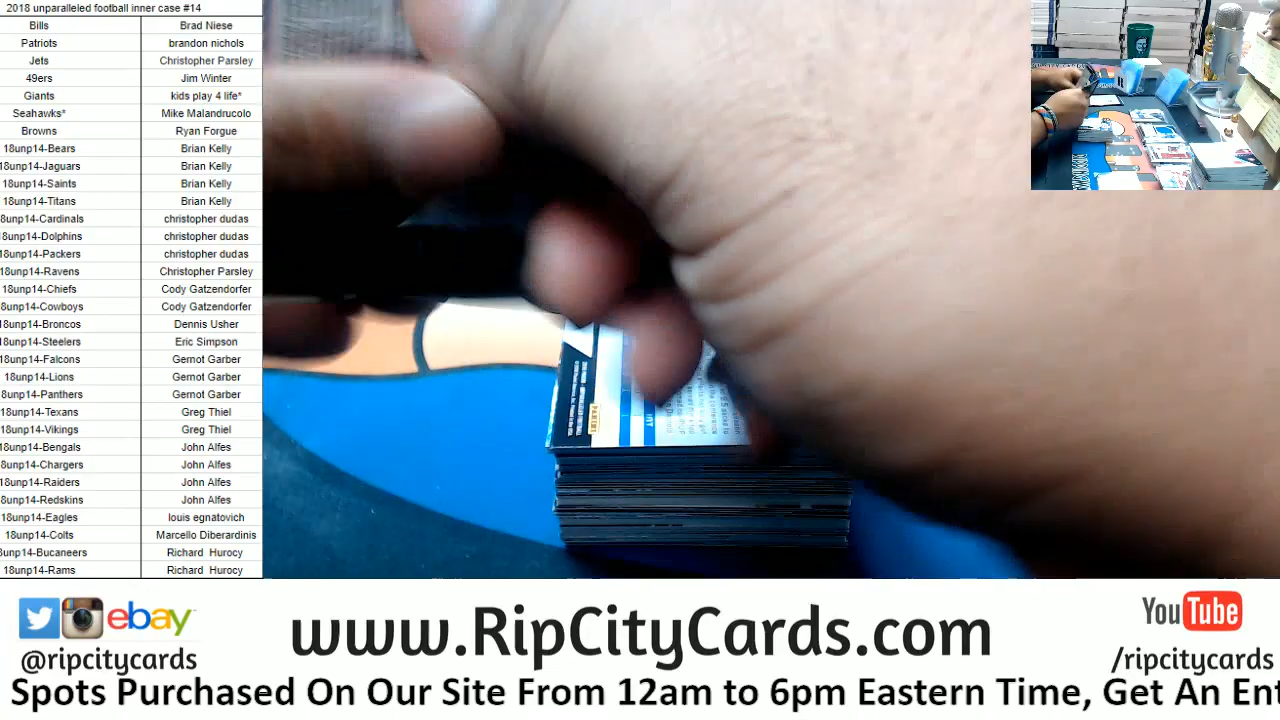 2018 unparalleled football inner case #14
Bills Brad Niese
Patriots brandon nichols
Jets Christopher Parsley
49ers Jim Winter
Giants kids play 4 life*
Seahawks* Mike Malandrucolo
Browns Ryan Forgue
18unp14-Bears Brian Kelly
18unp14-Jaguars Brian Kelly
18unp14-Saints Brian Kelly
18unp14-Titans Brian Kelly
8unp14-Cardinals christopher dudas
8unp14-Dolphins christopher dudas
18unp14-Packers christopher dudas
18unp14-Ravens Christopher Parsley
18unp14-Chiefs Cody Gatzendorfer
8unp14-Cowboys Cody Gatzendorfer
18unp14-Broncos Dennis Usher
18unp14-Steelers Eric Simpson
18unp14-Falcons Gernot Garber
18unp14-Lions Gernot Garber
18unp14-Panthers Gernot Garber
18unp14-Texans Greg Thiel
18unp14-Vikings Greg Thiel
18unp14-Bengals John Alfes
18unp14-Chargers John Alfes
18unp14-Raiders John Alfes
8unp14-Redskins John Alfes
18unp14-Eagles louis egnatovich
18unp14-Colts Marcello Diberardinis
8unp14-Bucaneers Richard Hurocy
18unp14-Rams Richard Hurocy
PANINI
ebay
@ripcitycards
www.RipCityCards.com
YouTube
/ripcitycards
Spots Purchased On Our Site From 12am to 6pm Eastern Time, Get An Ent